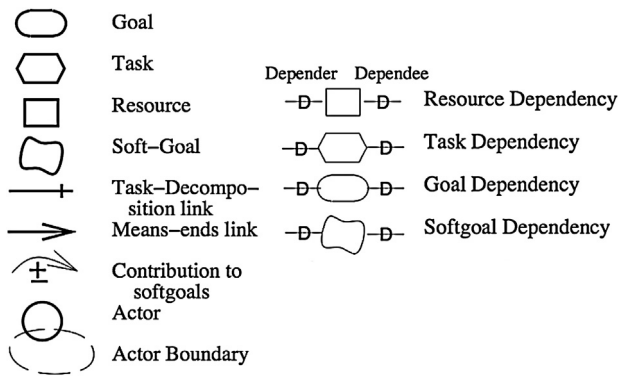 Goal
Task
Resource
Soft–Goal
Task–Decompo–
sition link
Means–ends link
±
Contribution to
softgoals
Actor
Actor Boundary
Depender Dependee
D D Resource Dependency
D D Task Dependency
D D Goal Dependency
D D Softgoal Dependency